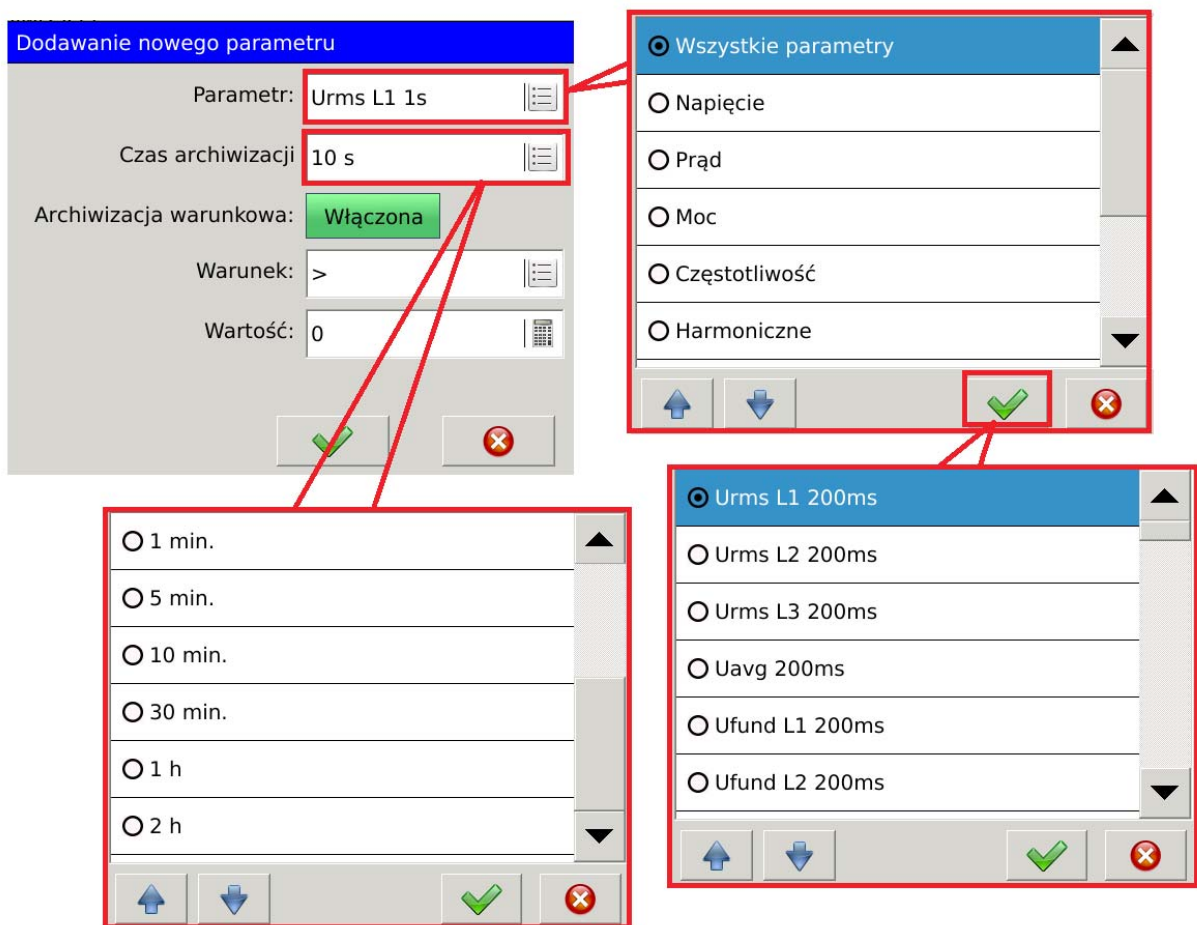 Dodawanie nowego parametru
Parametr: Urms L1 1s
Czas archiwizacji 10 s
Archiwizacja warunkowa: Włączona
Warunek: >
Wartość: 0
Wszystkie parametry
Napięcie
Prąd
Moc
Częstotliwość
Harmoniczne
1 min.
5 min.
10 min.
30 min.
1 h
2 h
Urms L1 200ms
Urms L2 200ms
Urms L3 200ms
Uavg 200ms
Ufund L1 200ms
Ufund L2 200ms